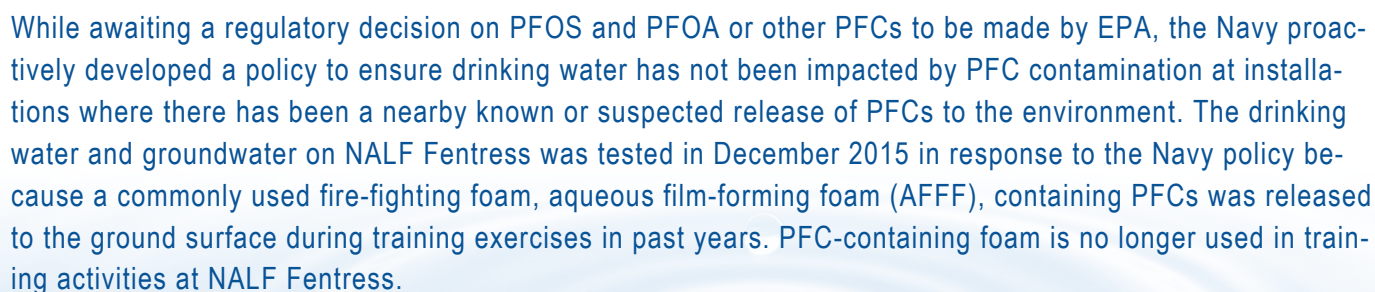 While awaiting a regulatory decision on PFOS and PFOA or other PFCs to be made by EPA, the Navy proac-
tively developed a policy to ensure drinking water has not been impacted by PFC contamination at installa-
tions where there has been a nearby known or suspected release of PFCs to the environment. The drinking
water and groundwater on NALF Fentress was tested in December 2015 in response to the Navy policy be-
cause a commonly used fire-fighting foam, aqueous film-forming foam (AFFF), containing PFCs was released
to the ground surface during training exercises in past years. PFC-containing foam is no longer used in train-
ing activities at NALF Fentress.